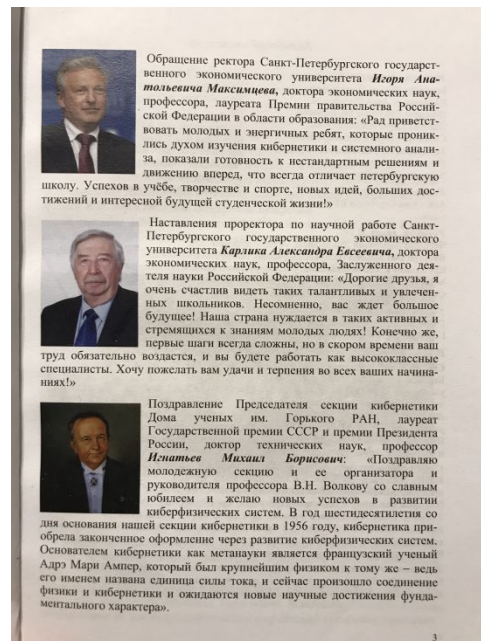 Обращение ректора Санкт-Петербургского государст-
венного экономического университета Игоря Ана-
тольевича Максимцева, доктора экономических наук,
профессора, лауреата Премии правительства Россий-
ской Федерации в области образования: «Рад приветст-
вовать молодых и энергичных ребят, которые проник-
лись духом изучения кибернетики и системного анали-
за, показали готовность к нестандартным решениям и
движению вперед, что всегда отличает петербургскую
школу. Успехов в учёбе, творчестве и спорте, новых идей, больших дос-
тижений и интересной будущей студенческой жизни!»
Наставления проректора по научной работе Санкт-
Петербургского государственного экономического
университета Карлика Александра Евсеевича, доктора
экономических наук, профессора, Заслуженного дея-
теля науки Российской Федерации: «Дорогие друзья, я
очень счастлив видеть таких талантливых и увлечен-
ных школьников. Несомненно, вас ждет большое
будущее! Наша страна нуждается в таких активных и
стремящихся к знаниям молодых людях! Конечно же,
первые шаги всегда сложны, но в скором времени ваш
труд обязательно воздастся, и вы будете работать как высококлассные
специалисты. Хочу пожелать вам удачи и терпения во всех ваших начина-
ниях!»
Поздравление Председателя секции кибернетики
Дома ученых им. Горького РАН, лауреат
Государственной премии СССР и премии Президента
России, доктор технических наук, профессор
Игнатьев Михаил Борисович: «Поздравляю
молодежную секцию и ее организатора и
руководителя профессора В.Н. Волкову со славным
юбилеем и желаю новых успехов в развитии
киберфизических систем. В год шестидесятилетия со
дня основания нашей секции кибернетики в 1956 году, кибернетика при-
обрела законченное оформление через развитие киберфизических систем.
Основателем кибернетики как метанауки является французский ученый
Адрэ Мари Ампер, который был крупнейшим физиком к тому же – ведь
его именем названа единица силы тока, и сейчас произошло соединение
физики и кибернетики и ожидаются новые научные достижения фунда-
ментального характера».
3